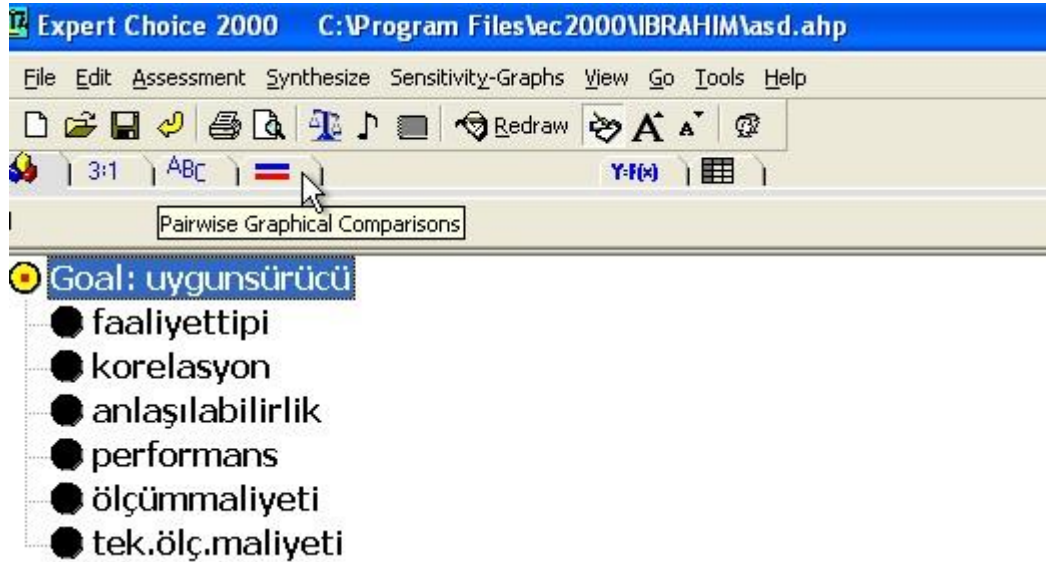 Expert Choice 2000 C:\Program Files\ec2000\IBRAHIM\asd.ahp
File Edit Assessment Synthesize Sensitivity-Graphs View Go Tools Help
Redraw A A
3:1 ABC Y=F(x)
Pairwise Graphical Comparisons
Goal: uygunsürücü
faaliyettipi
korelasyon
anlaşılabilirlik
performans
ölçümmaliyeti
tek.ölç.maliyeti